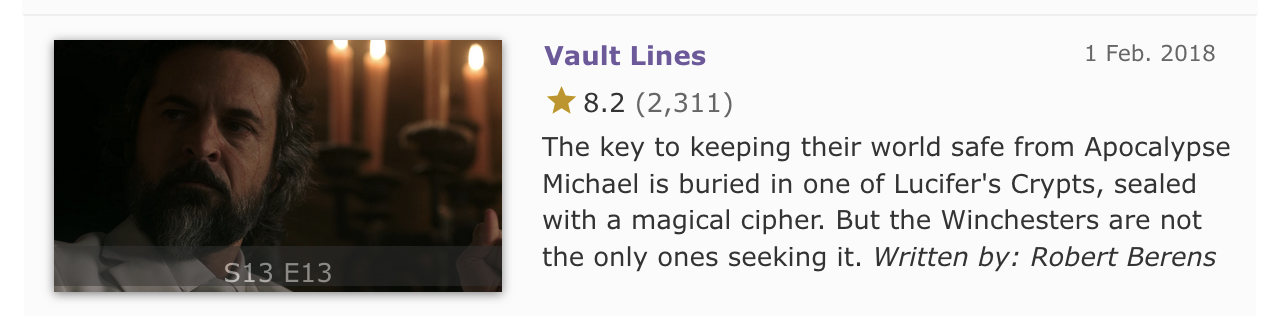 Vault Lines
1 Feb. 2018
8.2 (2,311)
The key to keeping their world safe from Apocalypse
Michael is buried in one of Lucifer's Crypts, sealed
with a magical cipher. But the Winchesters are not
the only ones seeking it. Written by: Robert Berens
S13 E13